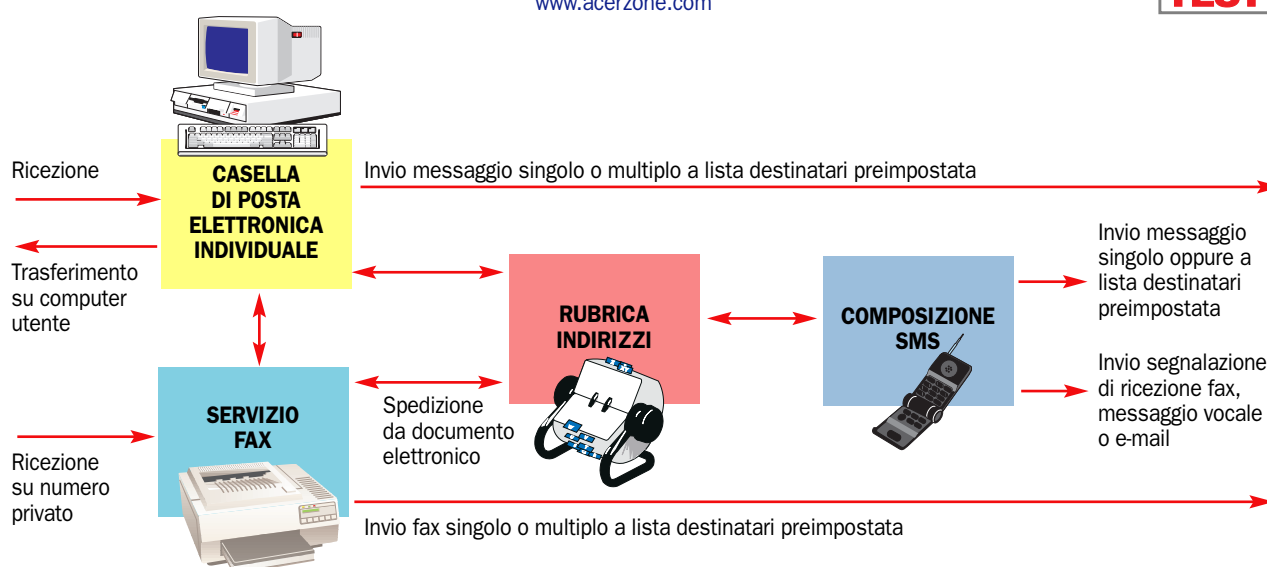 www.acerzone.com
TEST
Ricezione
CASELLA
DI POSTA
ELETTRONICA
INDIVIDUALE
Invio messaggio singolo o multiplo a lista destinatari preimpostata
Trasferimento
su computer
utente
RUBRICA
INDIRIZZI
COMPOSIZIONE
SMS
Invio messaggio
singolo oppure a
lista destinatari
preimpostata
Invio segnalazione
di ricezione fax,
messaggio vocale
o e-mail
SERVIZIO
FAX
Spedizione
da documento
elettronico
Ricezione
su numero
privato
Invio fax singolo o multiplo a lista destinatari preimpostata